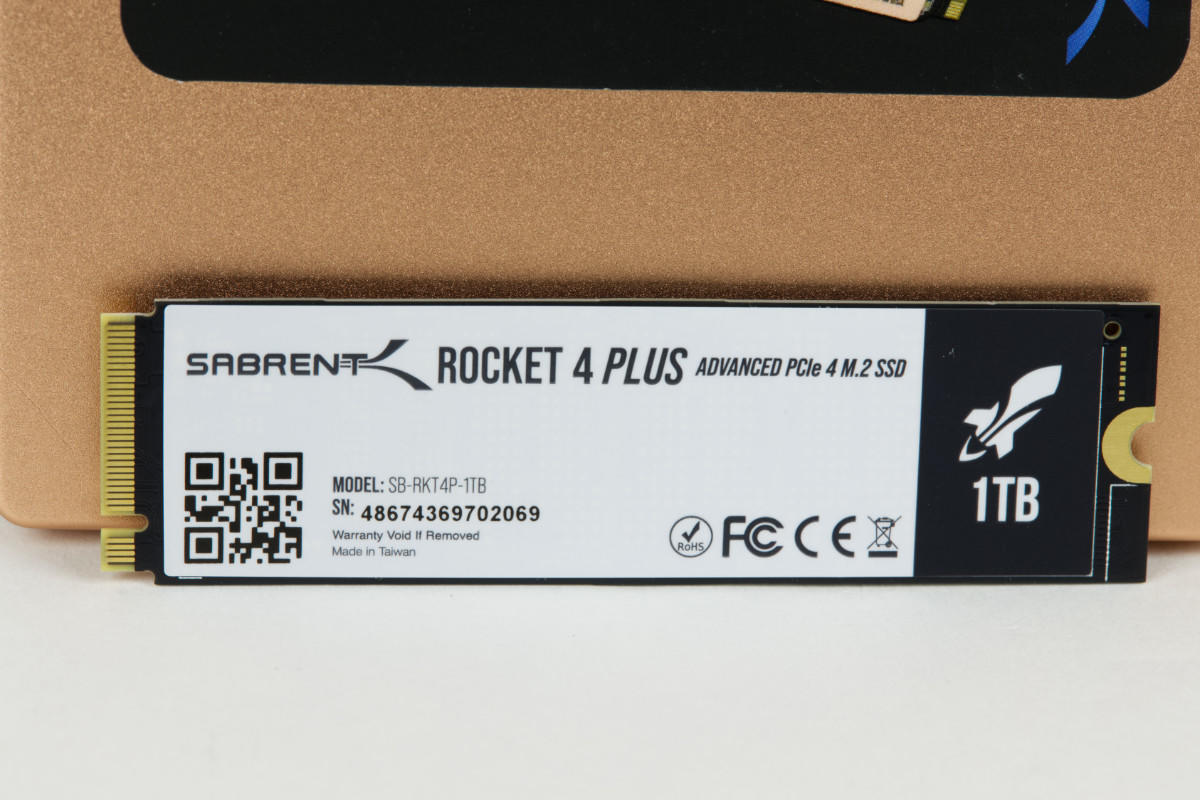 SABRENT ROCKET 4 PLUS ADVANCED PCIe 4 M.2 SSD
MODEL: SB-RKT4P-1TB
SN: 48674369702069
Warranty Void If Removed
Made in Taiwan
RoHS FC CE
1TB